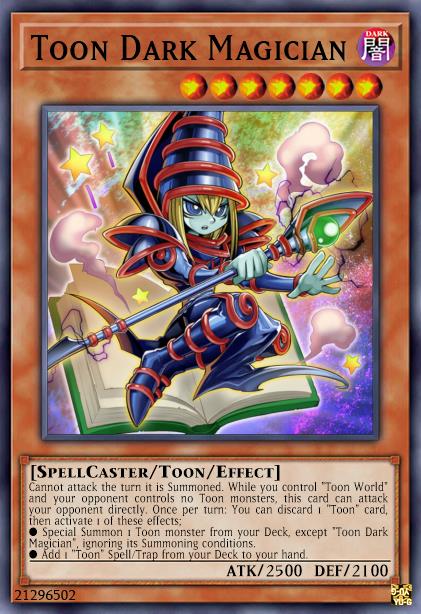 TOON DARK MAGICIAN
DARK
闇
[SPELLCASTER/TOON/EFFECT]
Cannot attack the turn it is Summoned. While you control "Toon World"
and your opponent controls no Toon monsters, this card can attack
your opponent directly. Once per turn: You can discard 1 "Toon" card,
then activate 1 of these effects;
● Special Summon 1 Toon monster from your Deck, except "Toon Dark
Magician", ignoring its Summoning conditions.
● Add 1 "Toon" Spell/Trap from your Deck to your hand.
ATK/2500 DEF/2100
21296502